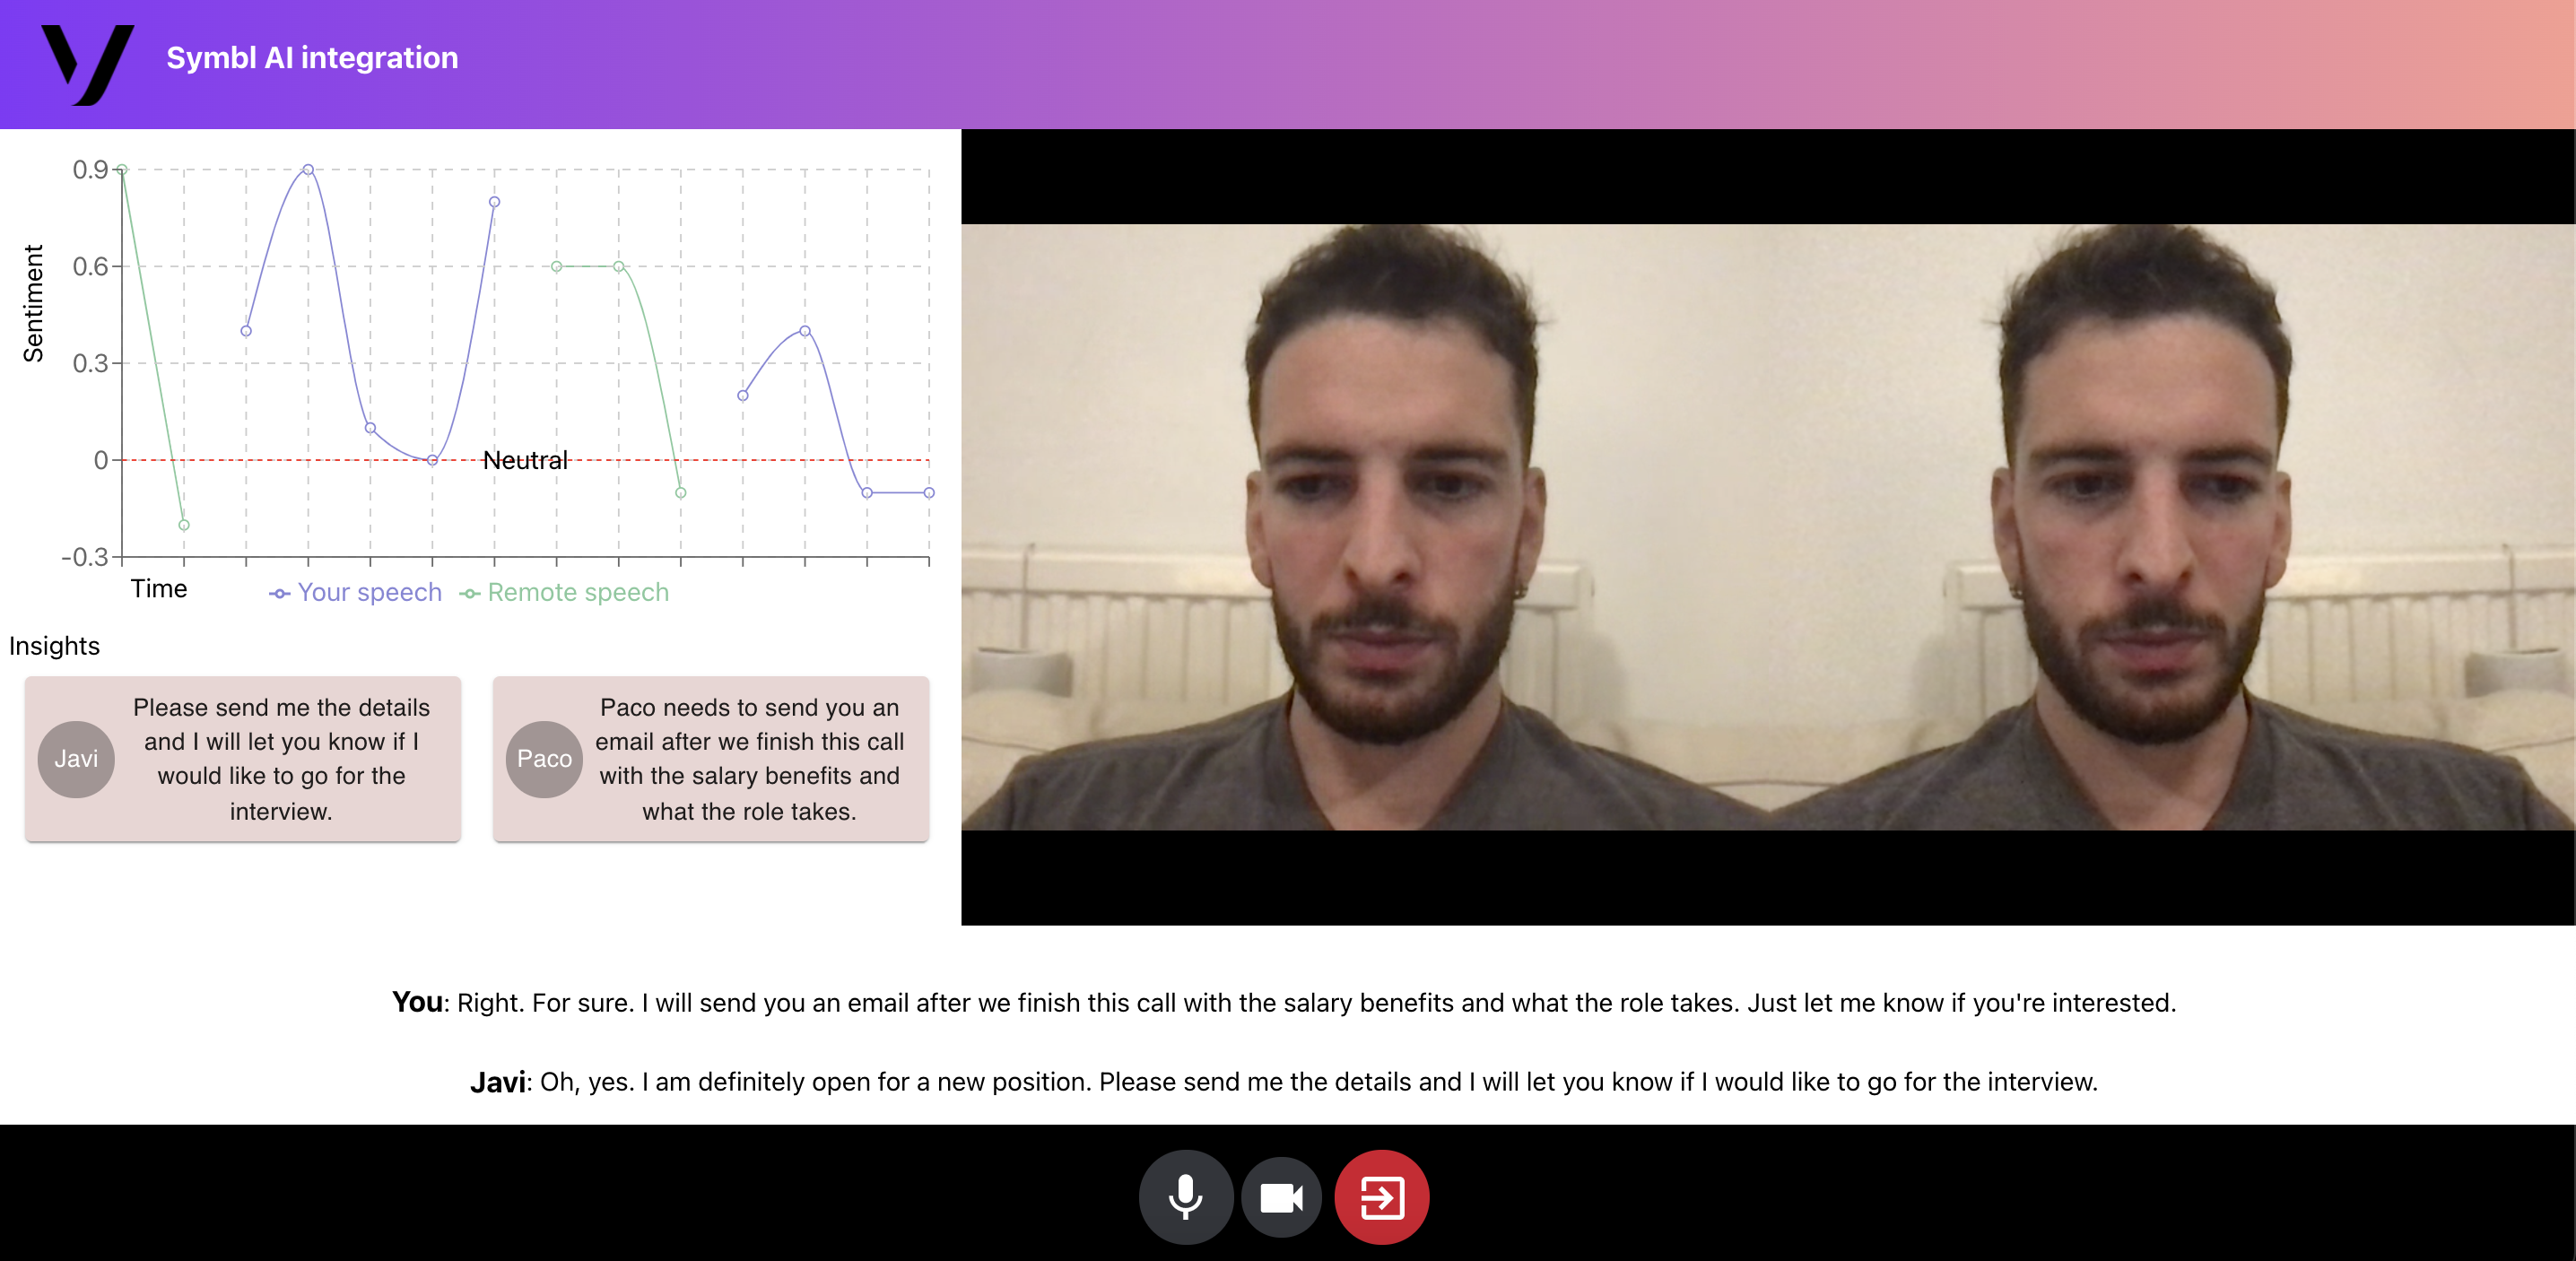 Symbl AI integration
0.9
0.6
0.3
0
-0.3
Sentiment
Neutral
Time
Your speech
Remote speech
Insights
Javi
Please send me the details
and I will let you know if I
would like to go for the
interview.
Paco
Paco needs to send you an
email after we finish this call
with the salary benefits and
what the role takes.
You: Right. For sure. I will send you an email after we finish this call with the salary benefits and what the role takes. Just let me know if you're interested.
Javi: Oh, yes. I am definitely open for a new position. Please send me the details and I will let you know if I would like to go for the interview.